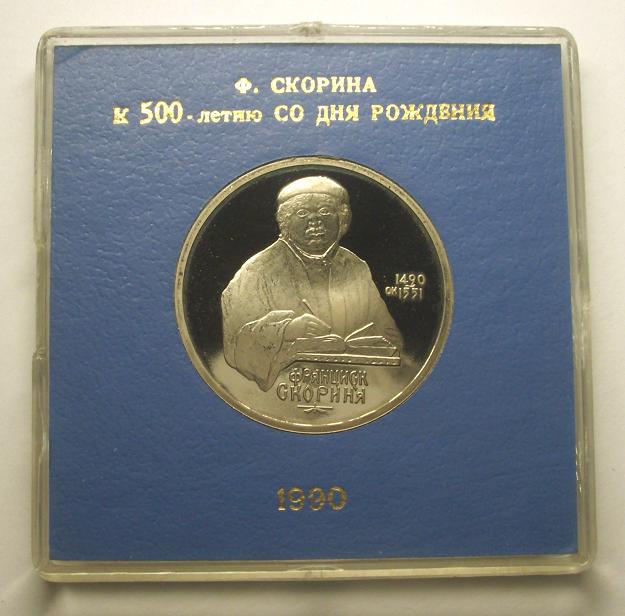 Ф. СКОРИНА
К 500-летию СО ДНЯ РОЖДЕНИЯ
1490
ок 1551
ФРАНЦИСК
СКОРИНА
1990